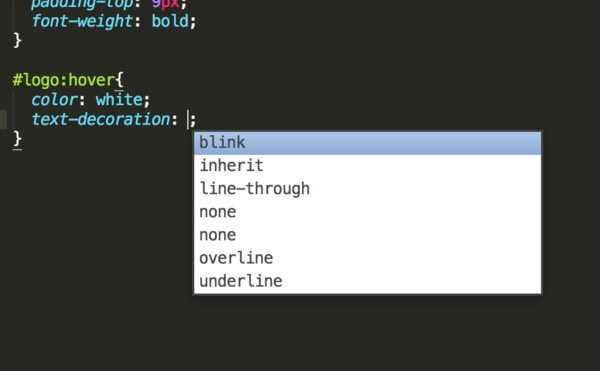 padding-top: 9px;
font-weight: bold;
}
#logo:hover{
color: white;
text-decoration: ;
}
blink
inherit
line-through
none
none
overline
underline